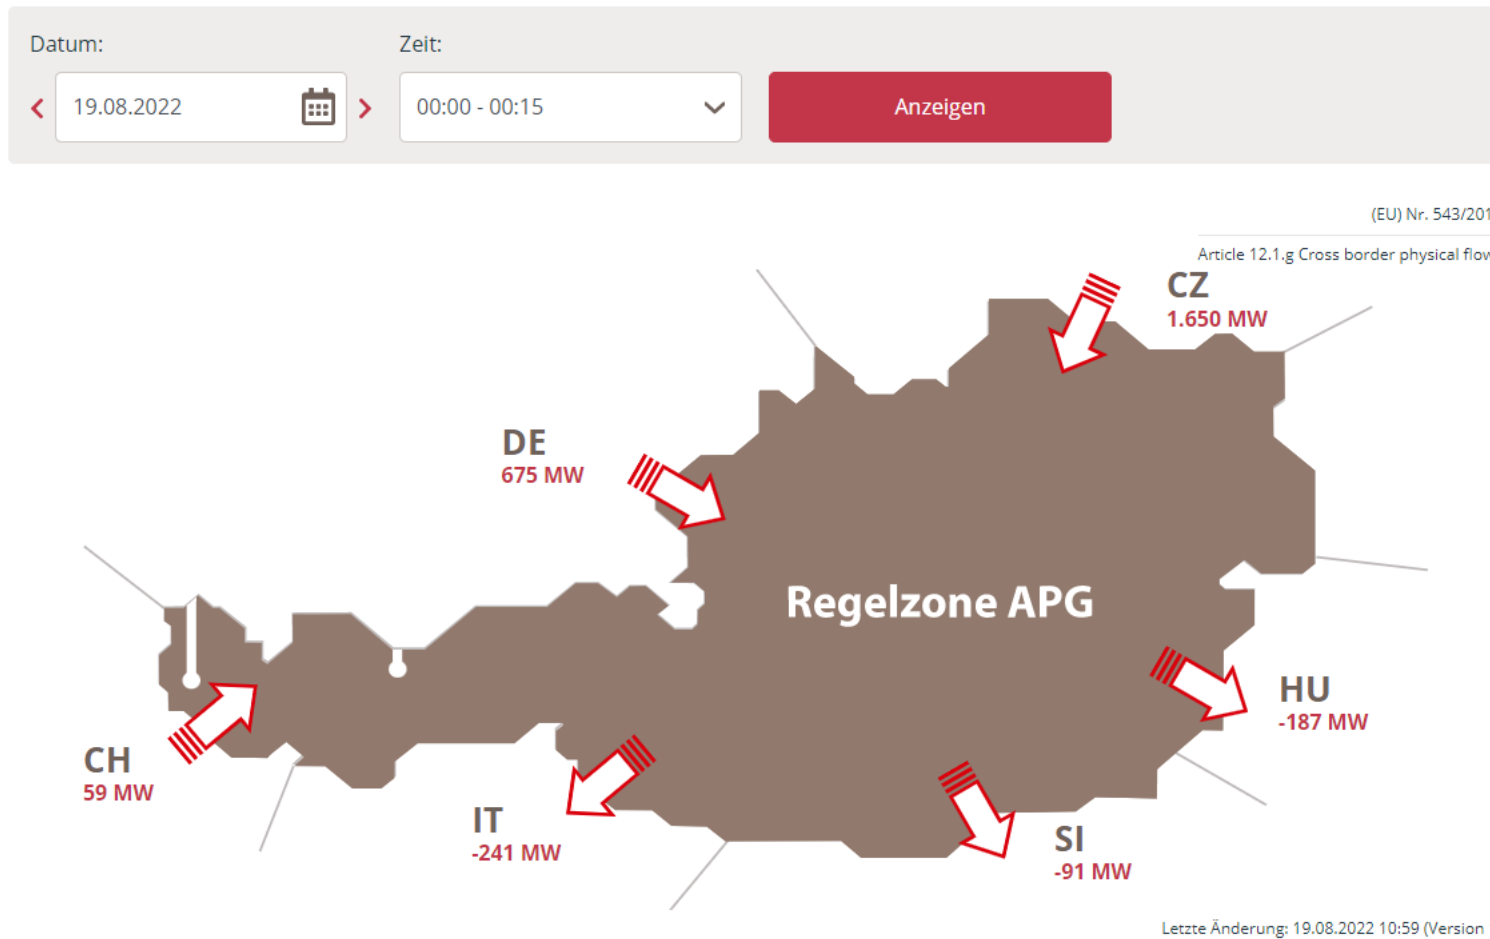 Datum:
Zeit:
19.08.2022
00:00 - 00:15
Anzeigen
(EU) Nr. 543/201
Article 12.1.g Cross border physical flow
CZ
1.650 MW
DE
675 MW
Regelzone APG
HU
-187 MW
CH
59 MW
IT
-241 MW
SI
-91 MW
Letzte Änderung: 19.08.2022 10:59 (Version